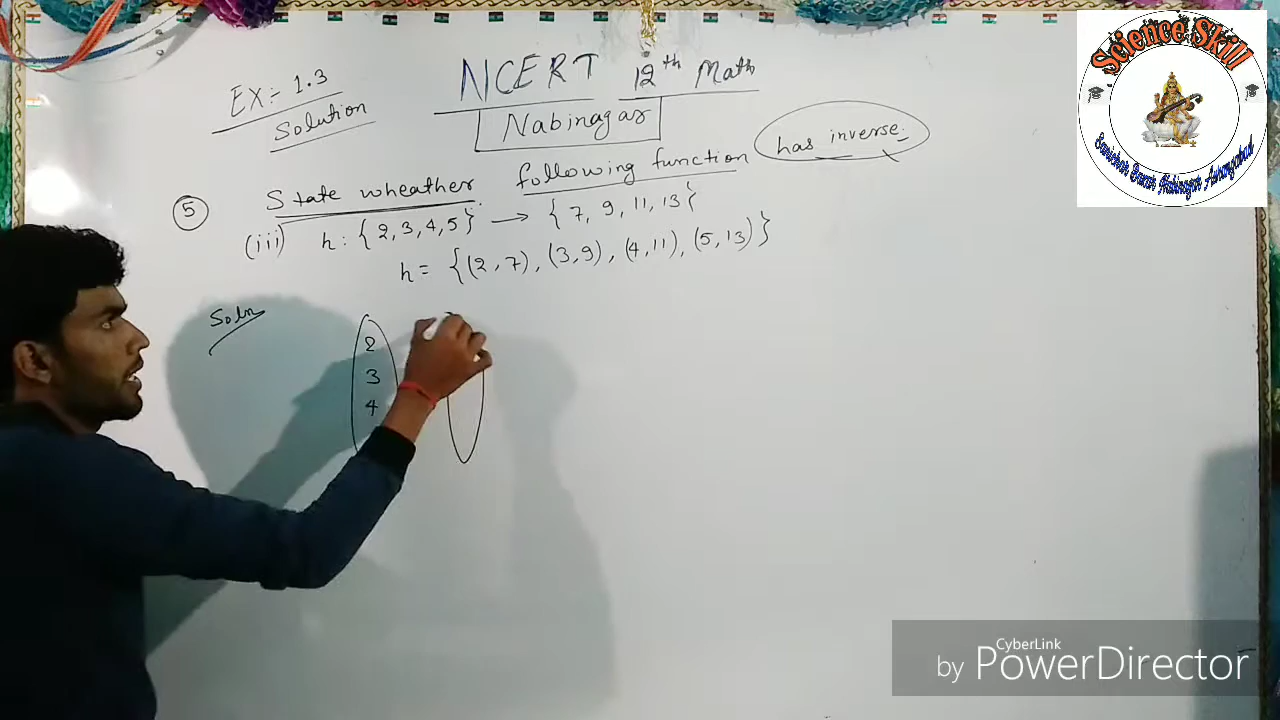 EX:- 1.3
Solution
NCERT 12th Math
Nabinagar
has inverse.
5 State wheather following function
(iii) h : { 2, 3, 4, 5 } → { 7, 9, 11, 13 }
h = { (2, 7), (3, 9), (4, 11), (5, 13) }
Soln
2
3
4
Science Skill
CyberLink
by PowerDirector